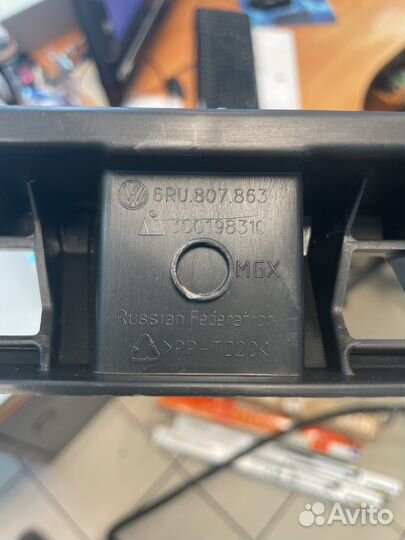 6RU.807.863
300198310
MGX
Russian Federation
>PP-TD20<
Avito